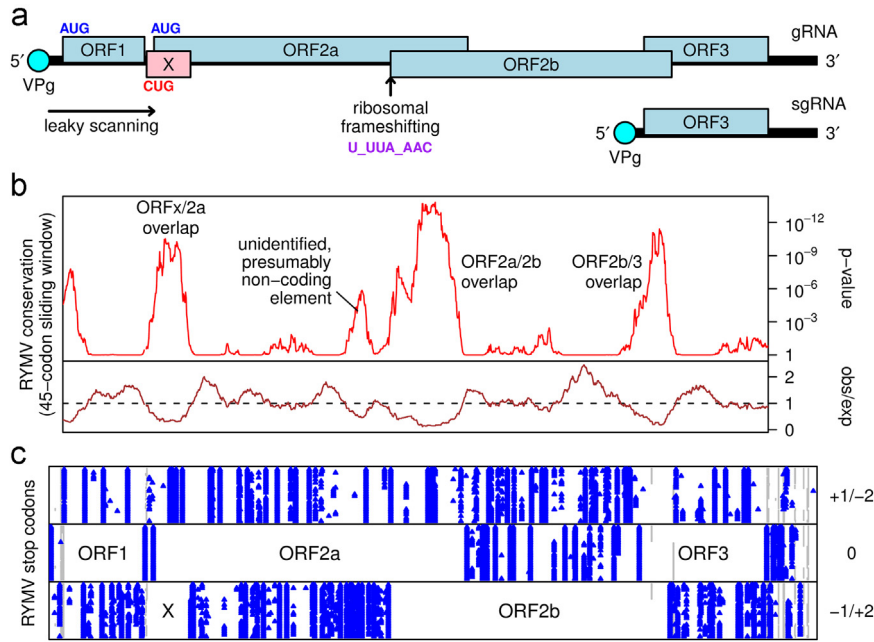 a
AUG AUG
ORF1 ORF2a ORF3 gRNA
5′ X ORF2b 3′
VPg CUG
leaky scanning
ribosomal
frameshifting
U_UUA_AAC
sgRNA
5′ ORF3 3′
VPg
b
RYMV conservation
(45−codon sliding window)
ORFx/2a
overlap
unidentified,
presumably
non−coding
element
ORF2a/2b
overlap
ORF2b/3
overlap
10−12
10−9
10−6
10−3
1
p−value
2
1
0
obs/exp
c
RYMV stop codons
+1/−2
ORF1 ORF2a ORF3 0
X ORF2b −1/+2